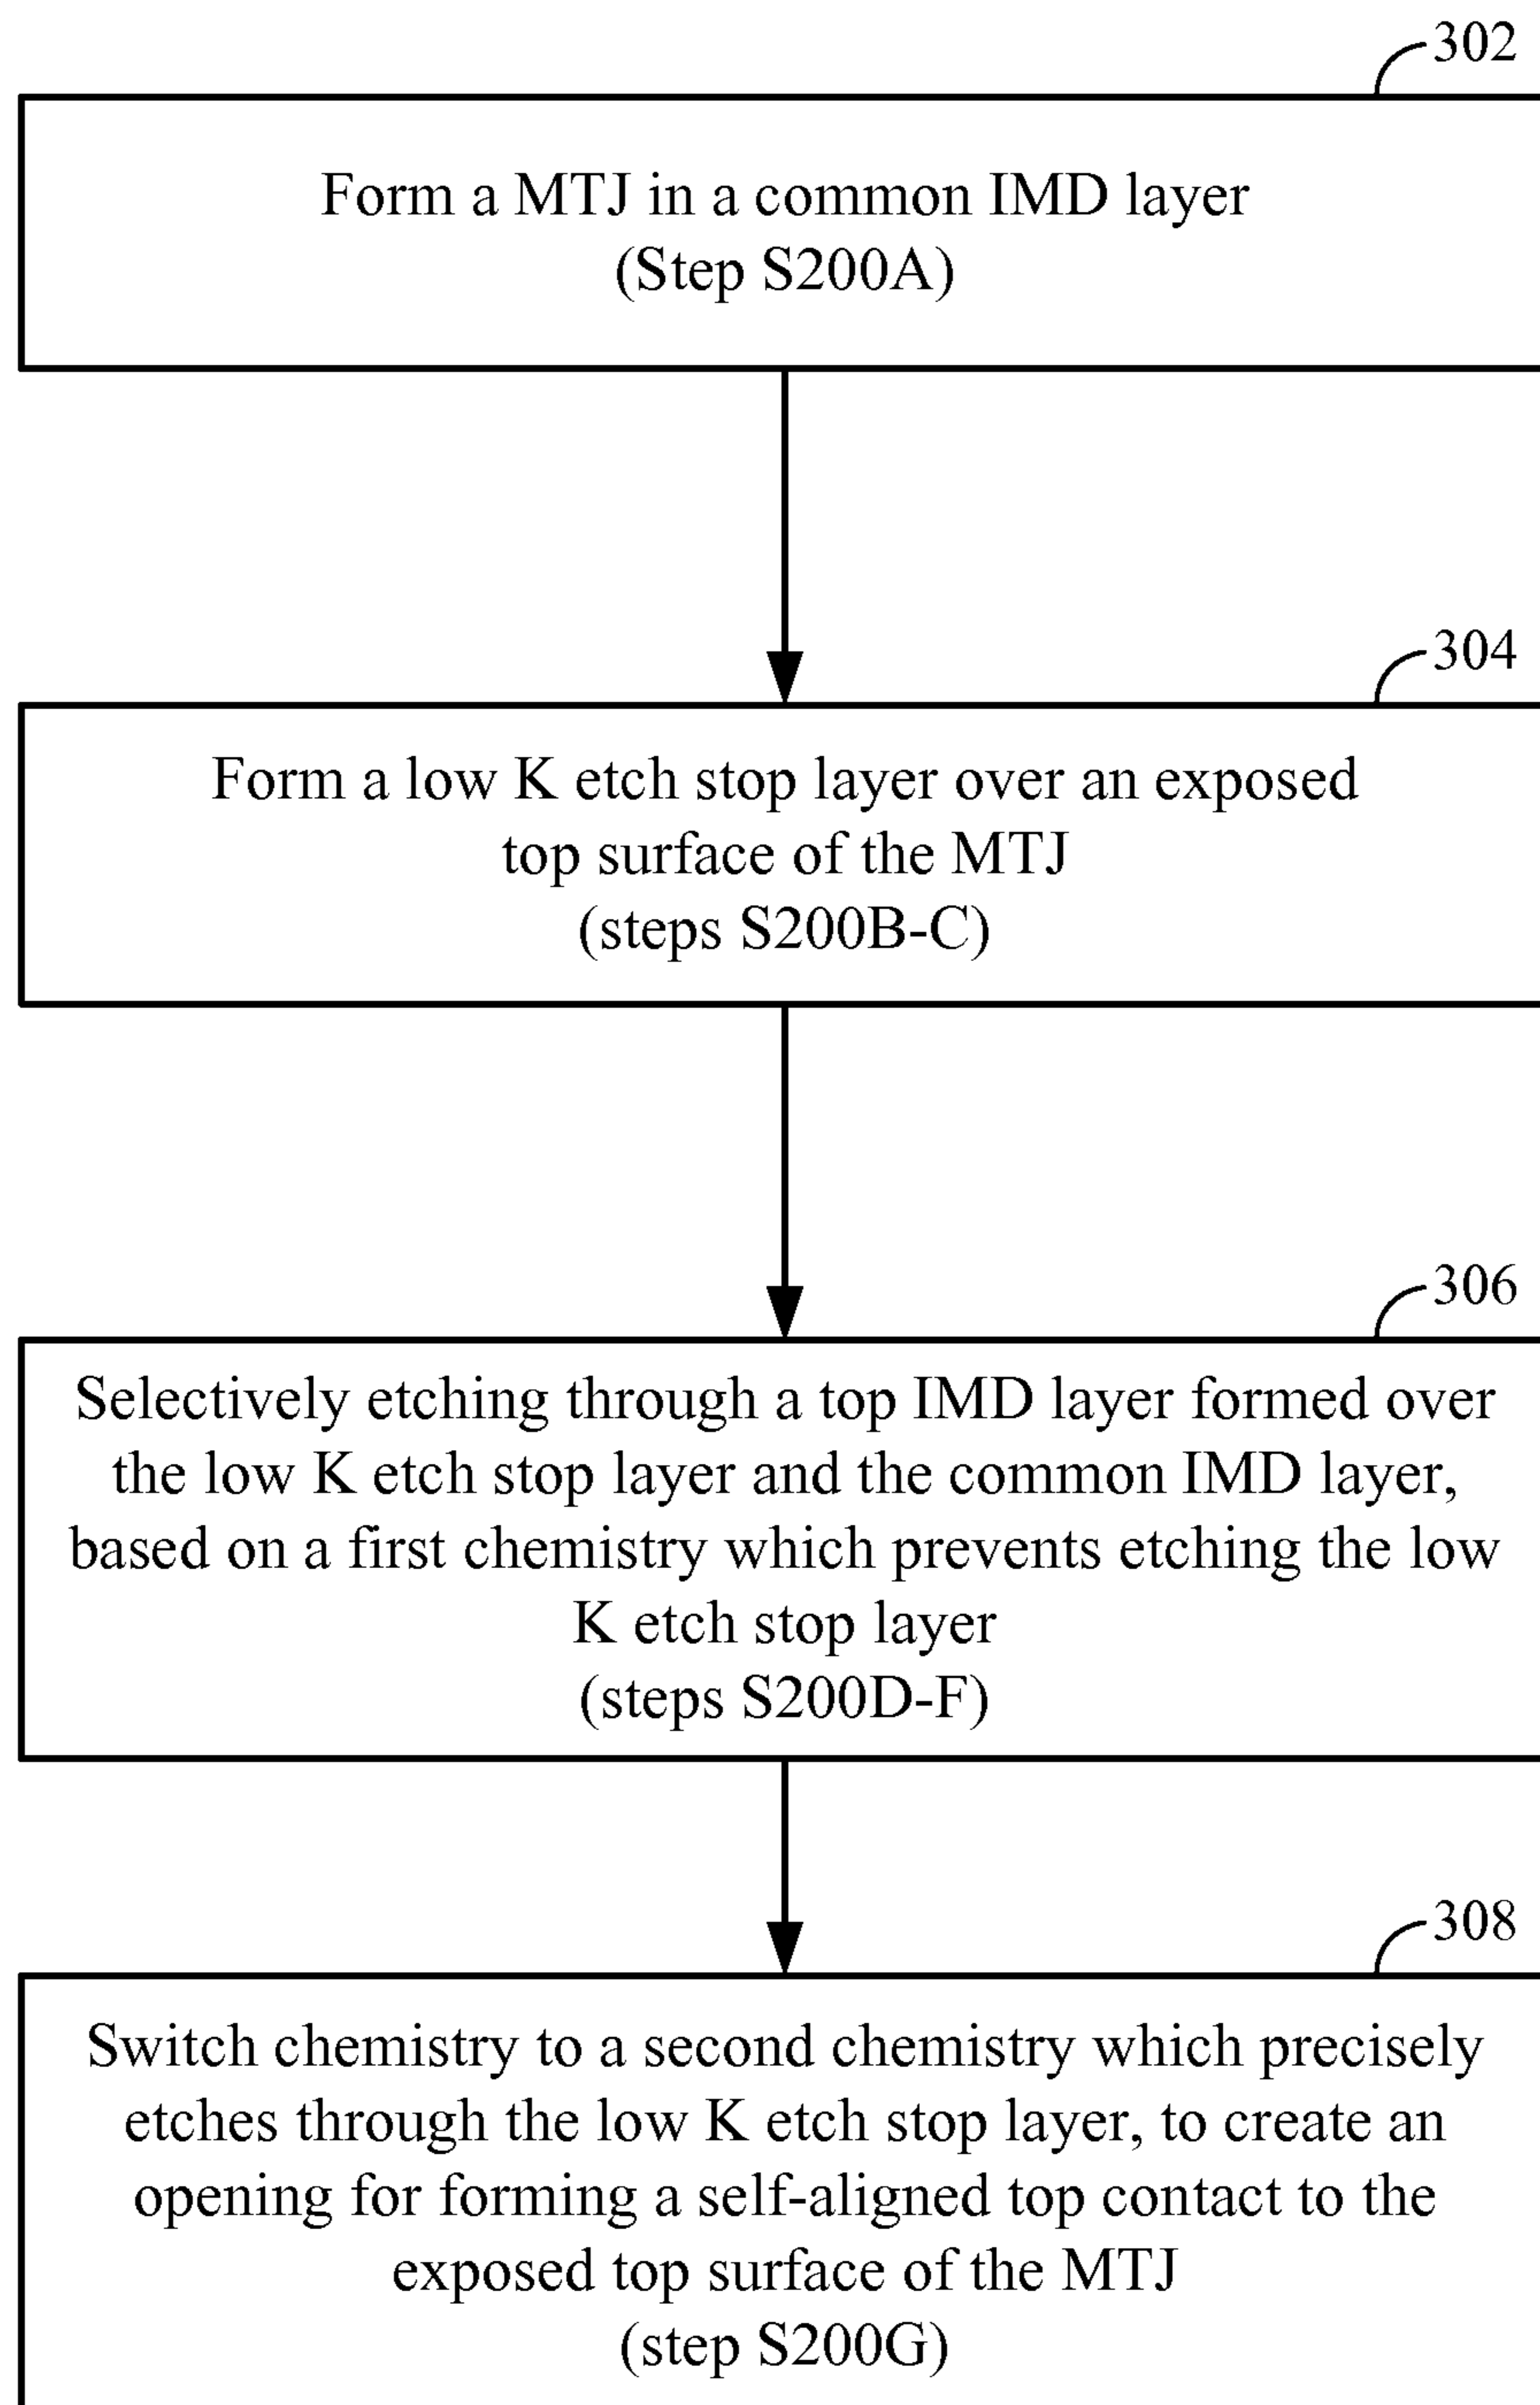 302
Form a MTJ in a common IMD layer
(Step S200A)
304
Form a low K etch stop layer over an exposed
top surface of the MTJ
(steps S200B-C)
306
Selectively etching through a top IMD layer formed over
the low K etch stop layer and the common IMD layer,
based on a first chemistry which prevents etching the low
K etch stop layer
(steps S200D-F)
308
Switch chemistry to a second chemistry which precisely
etches through the low K etch stop layer, to create an
opening for forming a self-aligned top contact to the
exposed top surface of the MTJ
(step S200G)